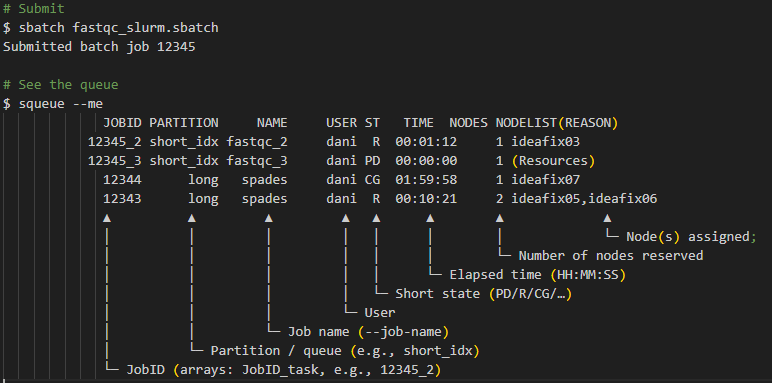 # Submit
$ sbatch fastqc_slurm.sbatch
Submitted batch job 12345
# See the queue
$ squeue --me
JOBID PARTITION NAME USER ST TIME NODES NODELIST(REASON)
12345_2 short_idx fastqc_2 dani R 00:01:12 1 ideafix03
12345_3 short_idx fastqc_3 dani PD 00:00:00 1 (Resources)
12344 long spades dani CG 01:59:58 1 ideafix07
12343 long spades dani R 00:10:21 2 ideafix05,ideafix06
Node(s) assigned;
Number of nodes reserved
Elapsed time (HH:MM:SS)
Short state (PD/R/CG/…)
User
Job name (--job-name)
Partition / queue (e.g., short_idx)
JobID (arrays: JobID_task, e.g., 12345_2)